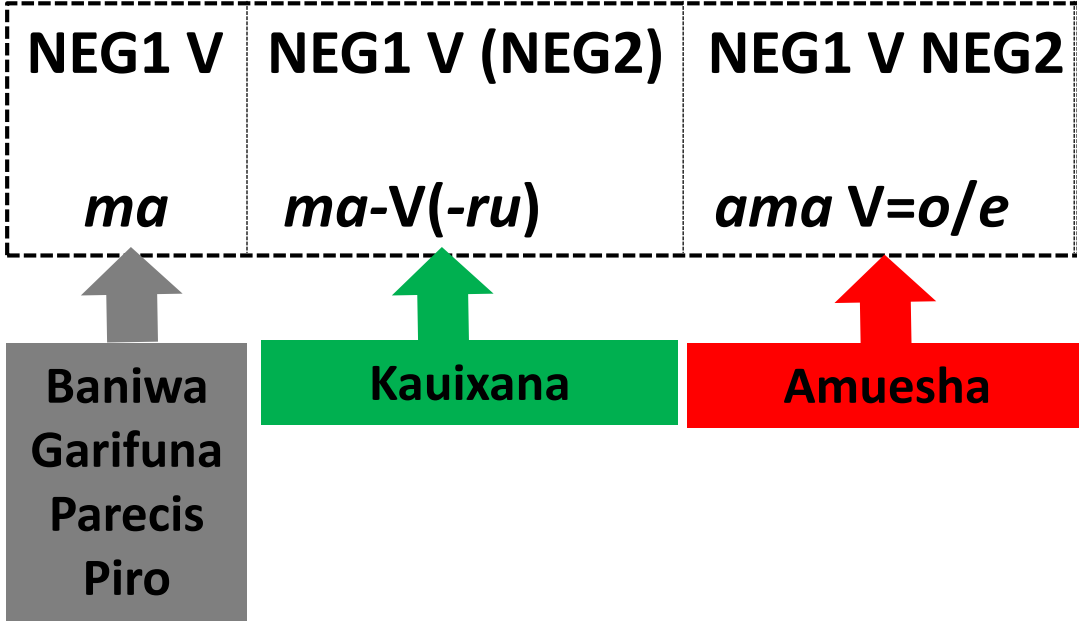 NEG1 V
NEG1 V (NEG2)
NEG1 V NEG2
ma
ma-V(-ru)
ama V=o/e
Baniwa
Garifuna
Parecis
Piro
Kauixana
Amuesha